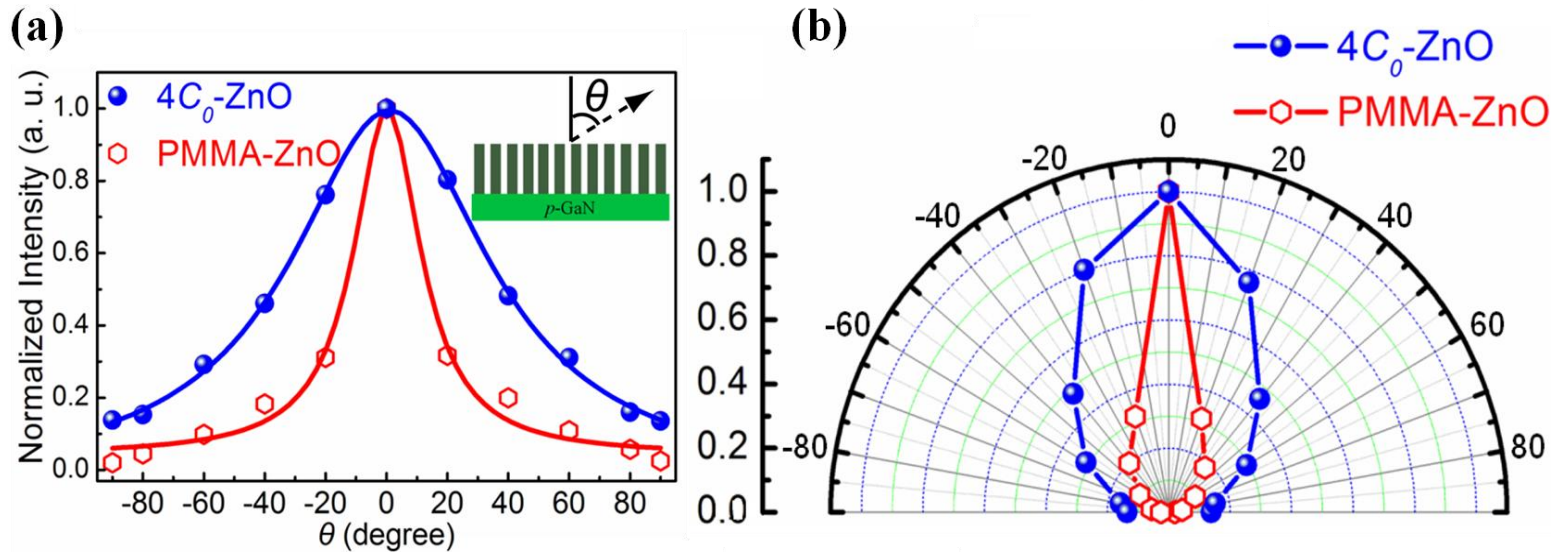 (a)
4C0-ZnO
PMMA-ZnO
θ
p-GaN
Normalized Intensity (a. u.)
1.0
0.8
0.6
0.4
0.2
0.0
-80 -60 -40 -20 0 20 40 60 80
θ (degree)
(b)
4C0-ZnO
PMMA-ZnO
1.0
0.8
0.6
0.4
0.2
0.0
-80
-60
-40
-20
0
20
40
60
80